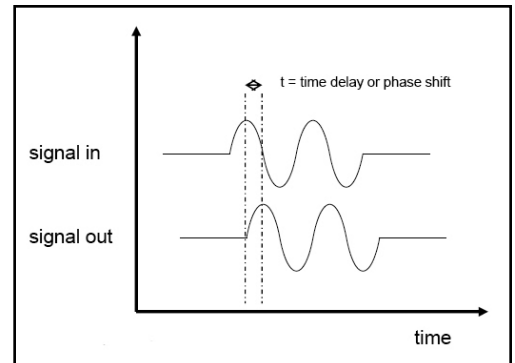 t = time delay or phase shift
signal in
signal out
time